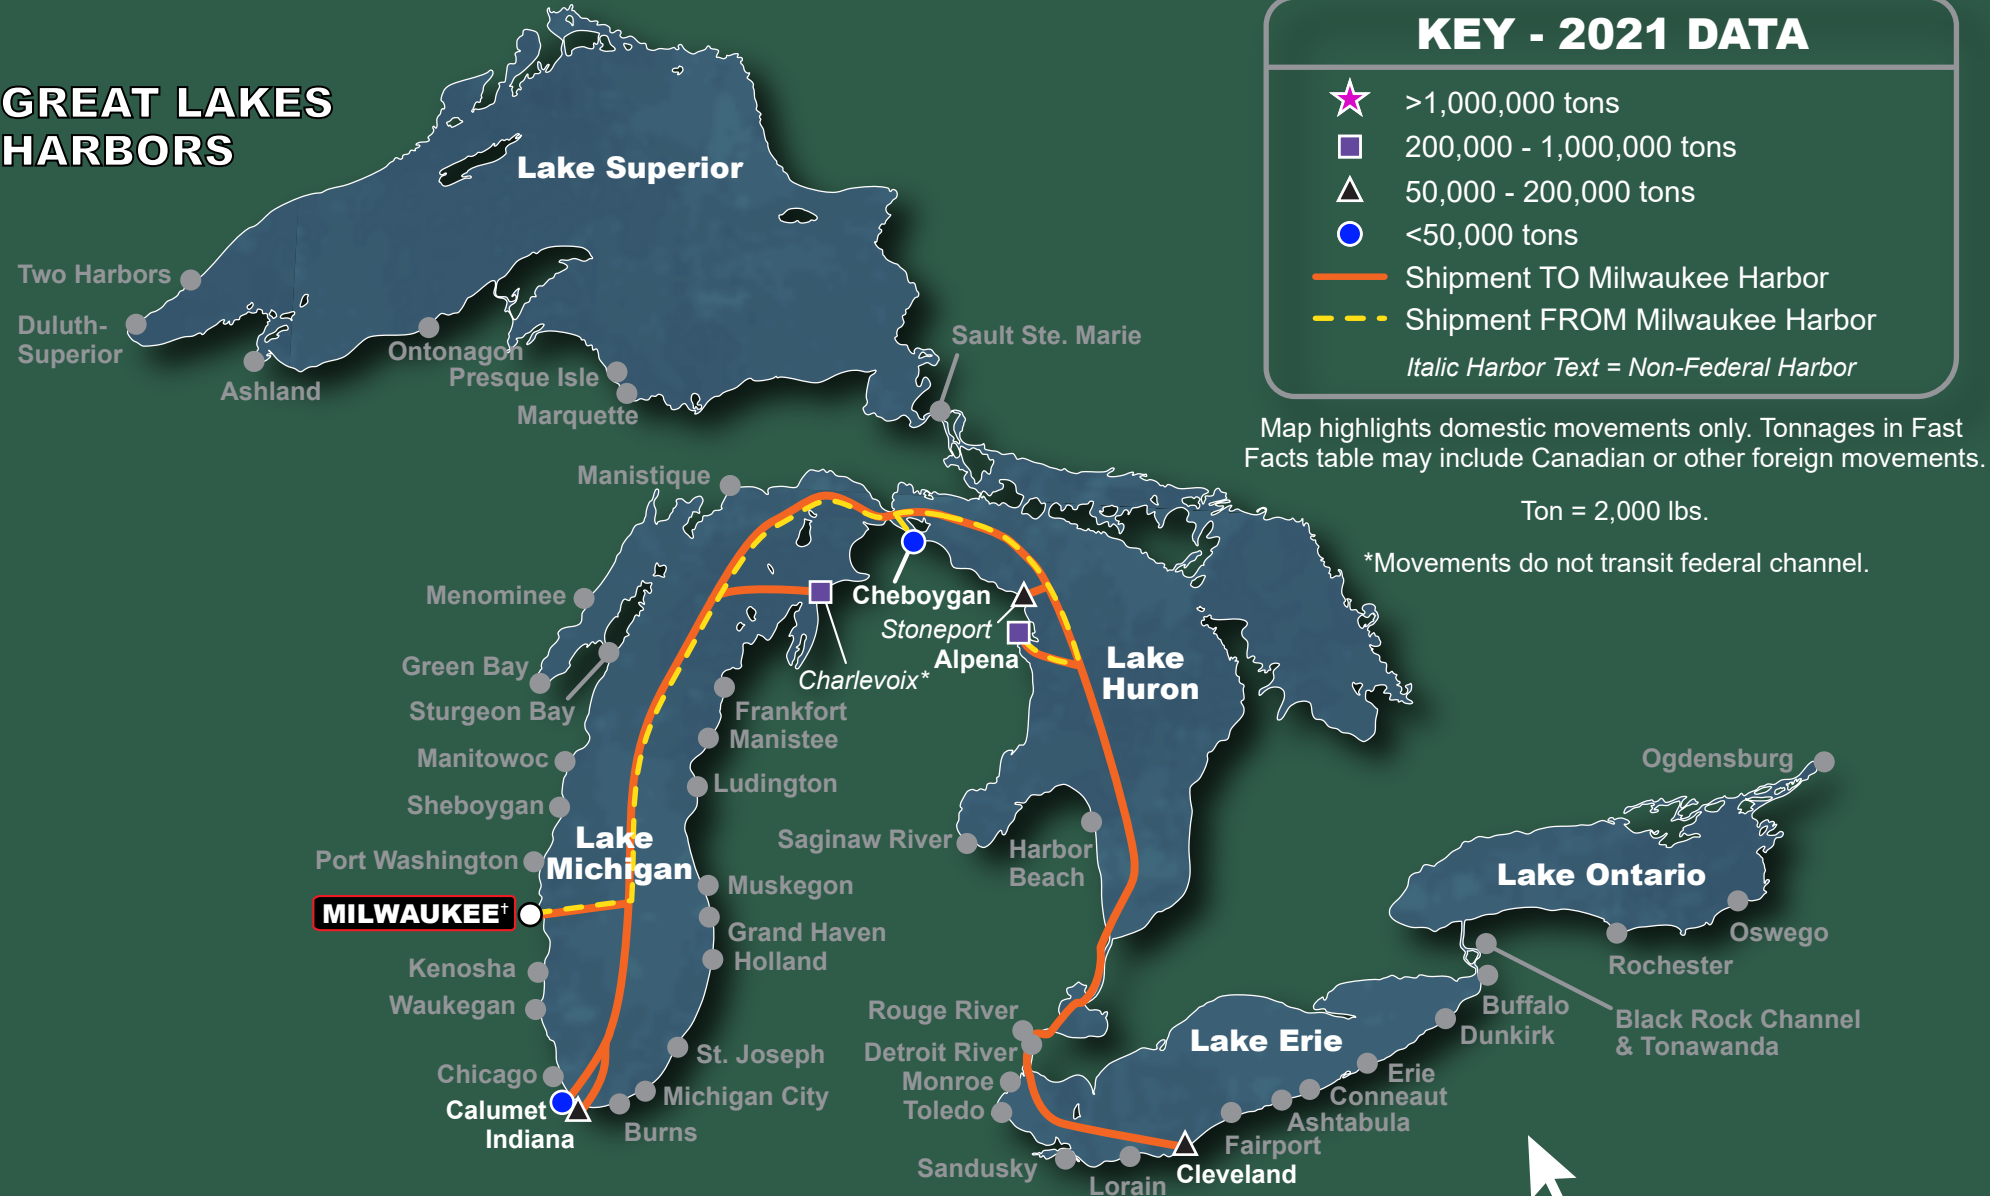 GREAT LAKES
HARBORS
KEY - 2021 DATA
>1,000,000 tons
200,000 - 1,000,000 tons
50,000 - 200,000 tons
<50,000 tons
Shipment TO Milwaukee Harbor
Shipment FROM Milwaukee Harbor
Italic Harbor Text = Non-Federal Harbor
Map highlights domestic movements only. Tonnages in Fast
Facts table may include Canadian or other foreign movements.
Ton = 2,000 lbs.
*Movements do not transit federal channel.
Lake Superior
Two Harbors
Duluth-
Superior
Ashland
Ontonagon
Presque Isle
Marquette
Sault Ste. Marie
Manistique
Menominee
Green Bay
Sturgeon Bay
Manitowoc
Sheboygan
Port Washington
MILWAUKEE†
Kenosha
Waukegan
Chicago
Calumet
Indiana
Burns
Michigan City
St. Joseph
Holland
Grand Haven
Muskegon
Ludington
Manistee
Frankfort
Charlevoix*
Lake
Michigan
Cheboygan
Stoneport
Alpena
Lake
Huron
Saginaw River
Harbor
Beach
Rouge River
Detroit River
Monroe
Toledo
Sandusky
Lorain
Cleveland
Fairport
Ashtabula
Conneaut
Erie
Lake Erie
Dunkirk
Buffalo
Black Rock Channel
& Tonawanda
Lake Ontario
Rochester
Oswego
Ogdensburg